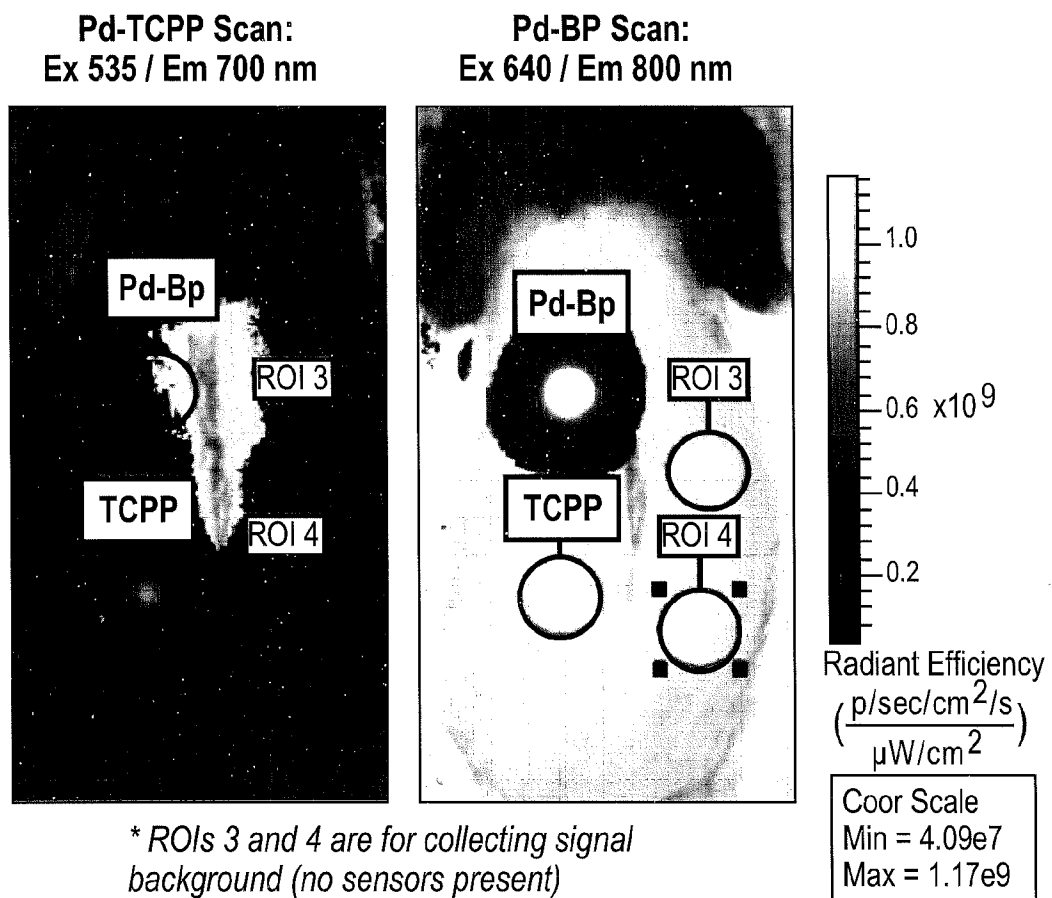 Pd-TCPP Scan:
Ex 535 / Em 700 nm
Pd-BP Scan:
Ex 640 / Em 800 nm
Pd-Bp
ROI 3
TCPP
ROI 4
Pd-Bp
ROI 3
TCPP
ROI 4
1.0
0.8
0.6
x10^9
0.4
0.2
Radiant Efficiency
(p/sec/cm^2/s
μW/cm^2)
Coor Scale
Min = 4.09e7
Max = 1.17e9
* ROIs 3 and 4 are for collecting signal
background (no sensors present)